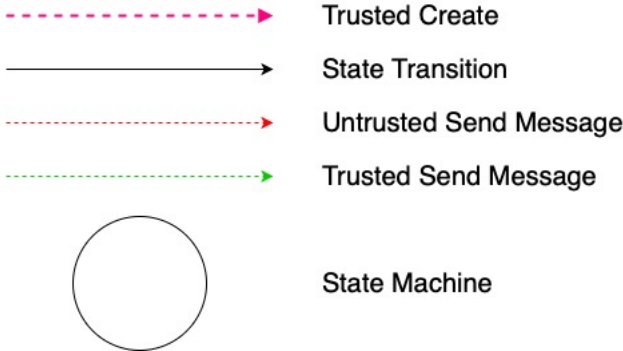 Trusted Create
State Transition
Untrusted Send Message
Trusted Send Message
State Machine